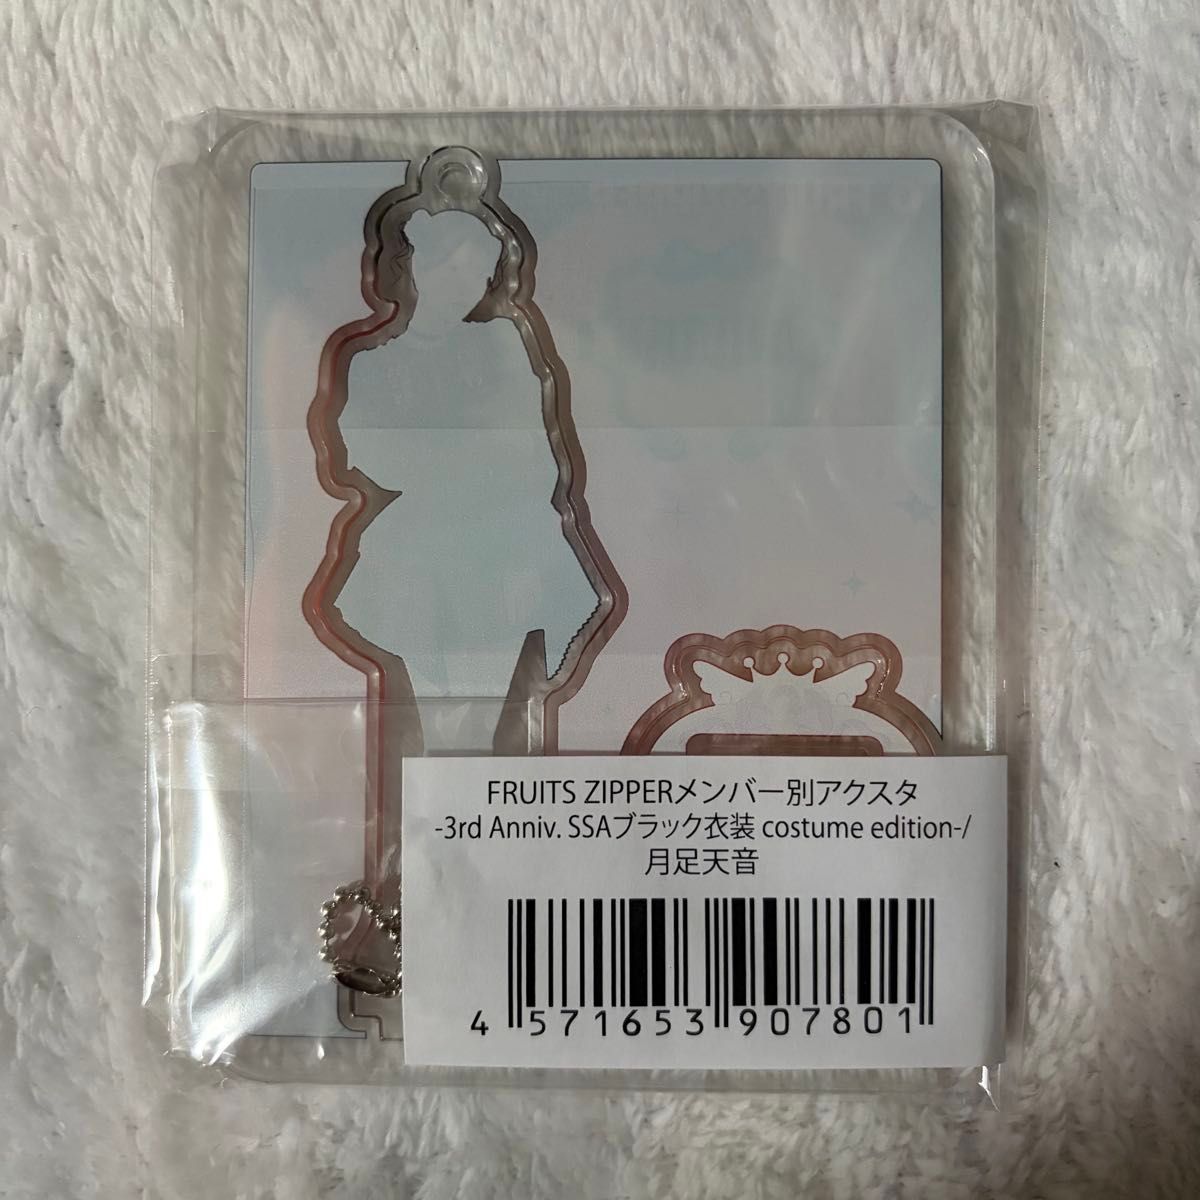 FRUITS ZIPPERメンバー別アクスタ
-3rd Anniv. SSAブラック衣装 costume edition-/
月足天音
4 571653 907801